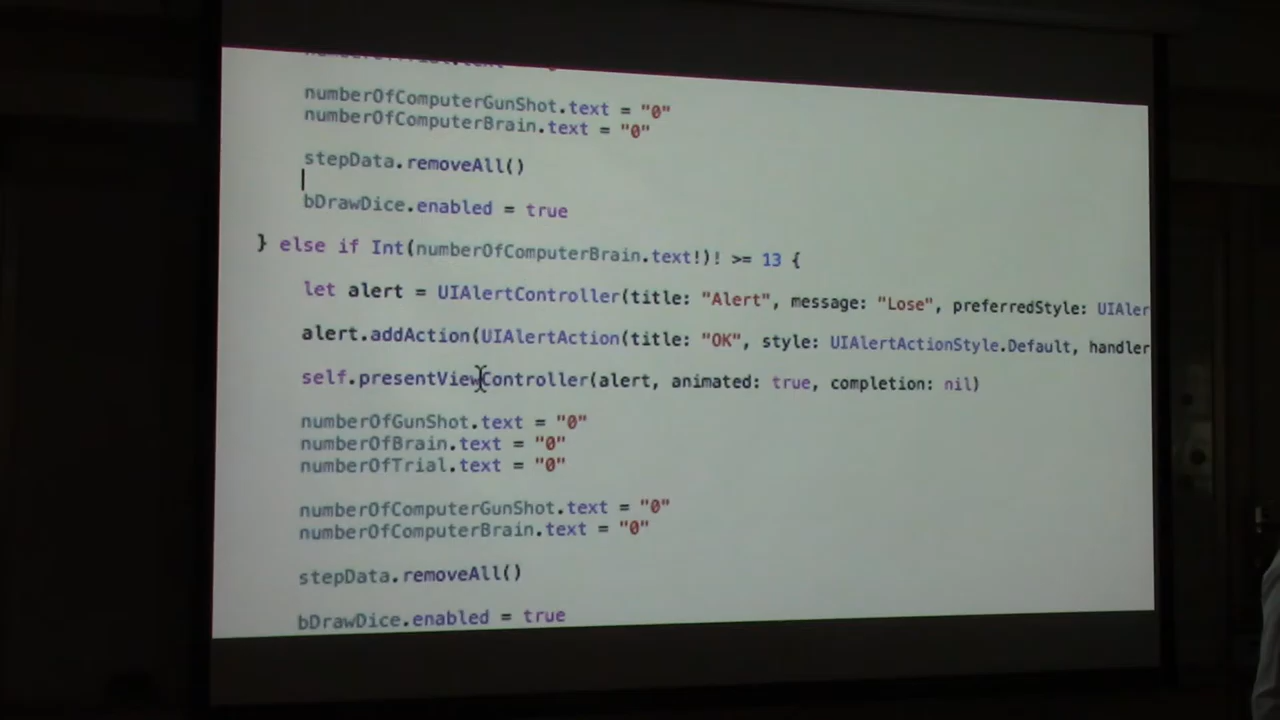 numberOfComputerGunShot.text = "0"
numberOfComputerBrain.text = "0"
stepData.removeAll()
bDrawDice.enabled = true
} else if Int(numberOfComputerBrain.text!)! >= 13 {
let alert = UIAlertController(title: "Alert", message: "Lose", preferredStyle: UIAler
alert.addAction(UIAlertAction(title: "OK", style: UIAlertActionStyle.Default, handler
self.presentViewController(alert, animated: true, completion: nil)
numberOfGunShot.text = "0"
numberOfBrain.text = "0"
numberOfTrial.text = "0"
numberOfComputerGunShot.text = "0"
numberOfComputerBrain.text = "0"
stepData.removeAll()
bDrawDice.enabled = true